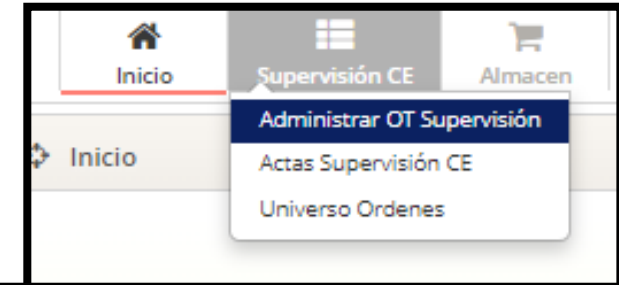 Inicio Supervisión CE Almacen
Administrar OT Supervisión
Inicio
Actas Supervisión CE
Universo Ordenes